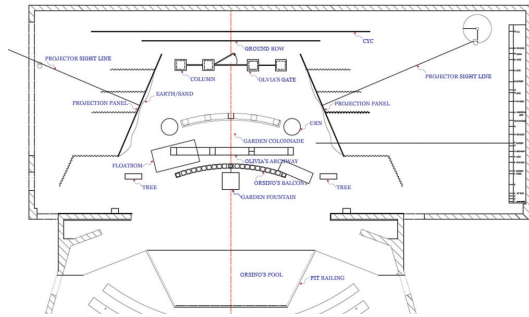 CYC
GROUND ROW
PROJECTOR SIGHT LINE
COLUMN
OLVIA'S GATE
PROJECTOR SIGHT LINE
EARTH/SAND
PROJECTION PANEL
PROJECTION PANEL
URN
GARDEN COLONNADE
FLOATSOM
OLIVIA'S ARCHWAY
ORSINO'S BALCONY
TREE
TREE
GARDEN FOUNTAIN
ORSINO'S POOL
PIT RAILING